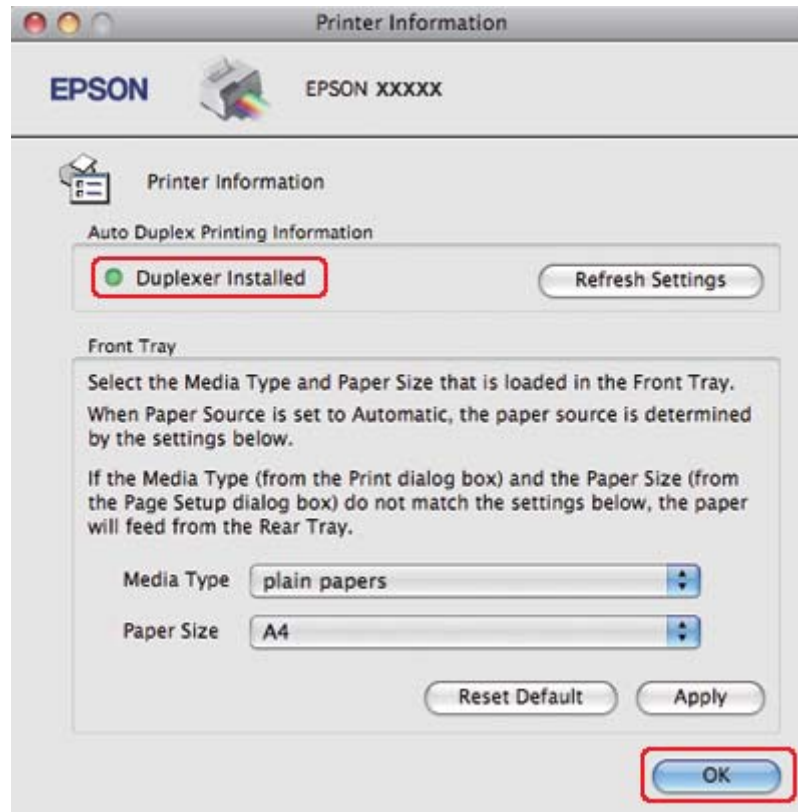 Printer Information
EPSON
EPSON XXXXX
Printer Information
Auto Duplex Printing Information
Duplexer Installed
Refresh Settings
Front Tray
Select the Media Type and Paper Size that is loaded in the Front Tray.
When Paper Source is set to Automatic, the paper source is determined
by the settings below.
If the Media Type (from the Print dialog box) and the Paper Size (from
the Page Setup dialog box) do not match the settings below, the paper
will feed from the Rear Tray.
Media Type plain papers
Paper Size A4
Reset Default Apply
OK